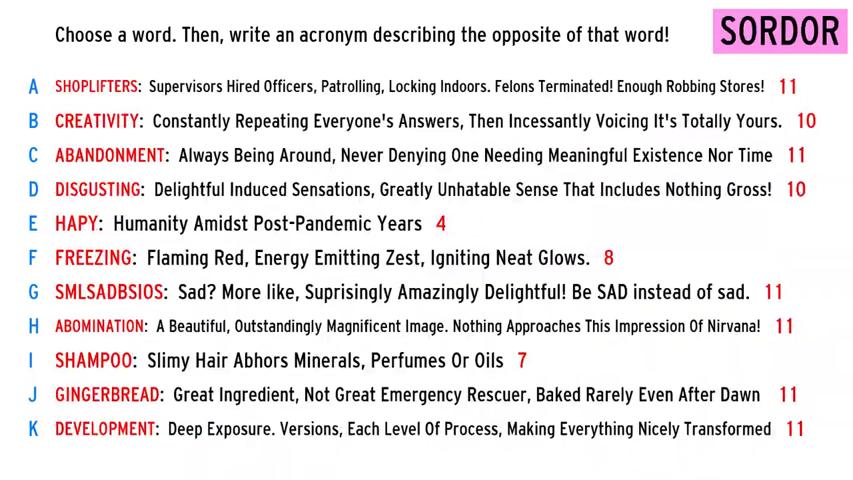 Choose a word. Then, write an acronym describing the opposite of that word!
SORDOR
A SHOPLIFTERS: Supervisors Hired Officers, Patrolling, Locking Indoors. Felons Terminated! Enough Robbing Stores! 11
B CREATIVITY: Constantly Repeating Everyone's Answers, Then Incessantly Voicing It's Totally Yours. 10
C ABANDONMENT: Always Being Around, Never Denying One Needing Meaningful Existence Nor Time 11
D DISGUSTING: Delightful Induced Sensations, Greatly Unhatable Sense That Includes Nothing Gross! 10
E HAPY: Humanity Amidst Post-Pandemic Years 4
F FREEZING: Flaming Red, Energy Emitting Zest, Igniting Neat Glows. 8
G SMLSADBSIOS: Sad? More like, Suprisingly Amazingly Delightful! Be SAD instead of sad. 11
H ABOMINATION: A Beautiful, Outstandingly Magnificent Image. Nothing Approaches This Impression Of Nirvana! 11
I SHAMPOO: Slimy Hair Abhors Minerals, Perfumes Or Oils 7
J GINGERBREAD: Great Ingredient, Not Great Emergency Rescuer, Baked Rarely Even After Dawn 11
K DEVELOPMENT: Deep Exposure. Versions, Each Level Of Process, Making Everything Nicely Transformed 11